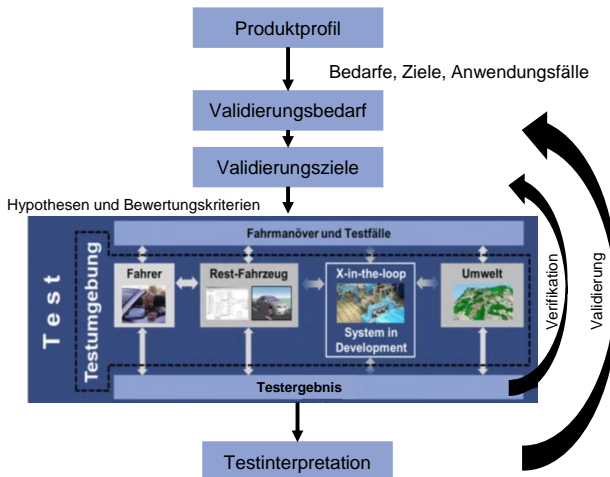 Produktprofil
Bedarfe, Ziele, Anwendungsfälle
Validierungsbedarf
Validierungsziele
Hypothesen und Bewertungskriterien
Test
Testumgebung
Fahrmanöver und Testfälle
Fahrer
Rest-Fahrzeug
X-in-the-loop
System in
Development
Umwelt
Testergebnis
Verifikation
Validierung
Testinterpretation